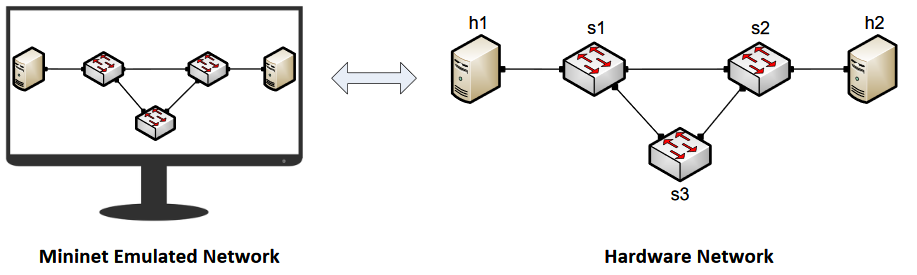 h1
s1
s2
h2
s3
Mininet Emulated Network
Hardware Network